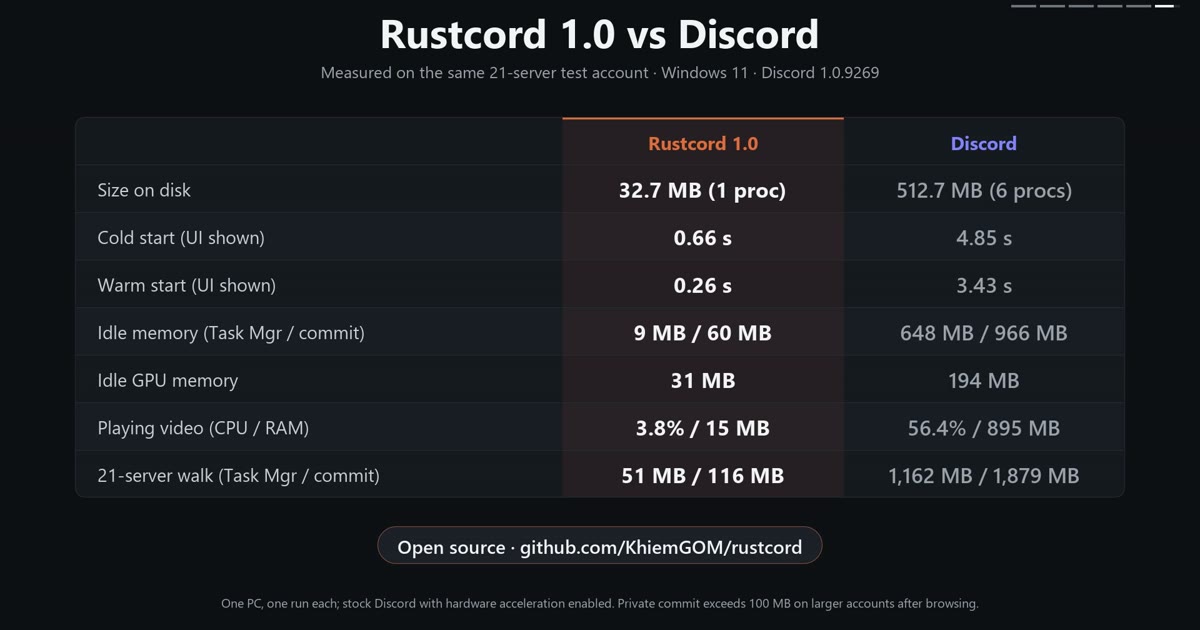 Rustcord 1.0 vs Discord
Measured on the same 21-server test account · Windows 11 · Discord 1.0.9269
Rustcord 1.0 Discord
Size on disk 32.7 MB (1 proc) 512.7 MB (6 procs)
Cold start (UI shown) 0.66 s 4.85 s
Warm start (UI shown) 0.26 s 3.43 s
Idle memory (Task Mgr / commit) 9 MB / 60 MB 648 MB / 966 MB
Idle GPU memory 31 MB 194 MB
Playing video (CPU / RAM) 3.8% / 15 MB 56.4% / 895 MB
21-server walk (Task Mgr / commit) 51 MB / 116 MB 1,162 MB / 1,879 MB
Open source · github.com/KhiemGOM/rustcord
One PC, one run each; stock Discord with hardware acceleration enabled. Private commit exceeds 100 MB on larger accounts after browsing.